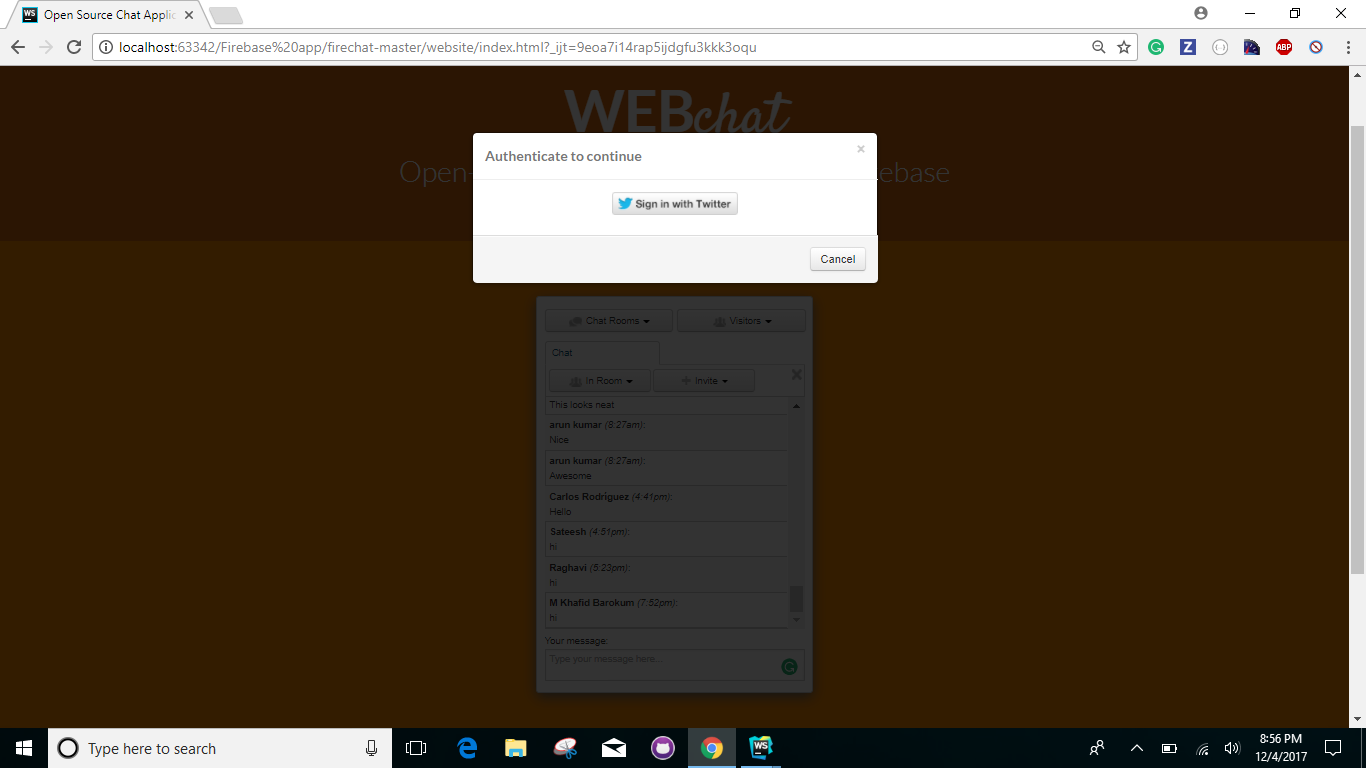 Open Source Chat Applic
localhost:63342/Firebase%20app/firechat-master/website/index.html?_ijt=9eoa7i14rap5ijdgfu3kkk3oqu
ABP
WEBchat
Authenticate to continue
×
Open- ebase
Sign in with Twitter
Cancel
Chat Rooms
Visitors
Chat
In Room
Invite
This looks neat
arun kumar (8:27am):
Nice
arun kumar (8:27am):
Awesome
Carlos Rodriguez (4:41pm):
Hello
Sateesh (4:51pm):
hi
Raghavi (5:23pm):
hi
M Khafid Barokum (7:52pm):
hi
Your message:
Type your message here...
Type here to search
WS
8:56 PM
12/4/2017